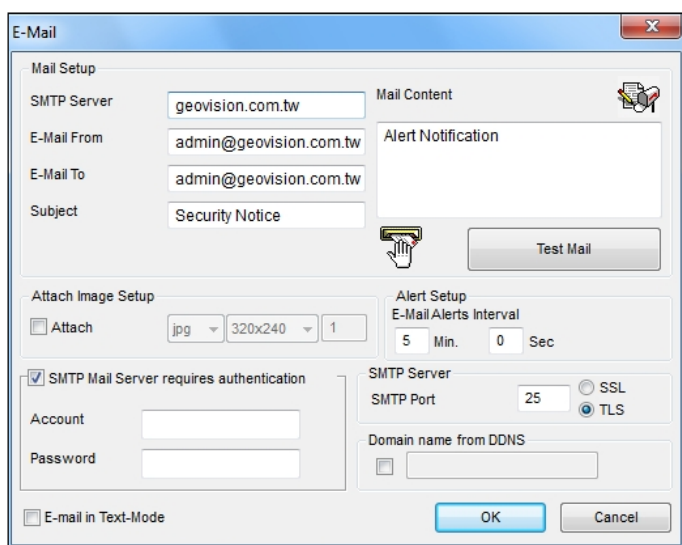 E-Mail
Mail Setup
SMTP Server
geovision.com.tw
E-Mail From
admin@geovision.com.tw
E-Mail To
admin@geovision.com.tw
Subject
Security Notice
Mail Content
Alert Notification
Test Mail
Attach Image Setup
Attach
jpg
320x240
1
Alert Setup
E-Mail Alerts Interval
5 Min. 0 Sec
SMTP Mail Server requires authentication
Account
Password
SMTP Server
SMTP Port
25
SSL
TLS
Domain name from DDNS
E-mail in Text-Mode
OK
Cancel